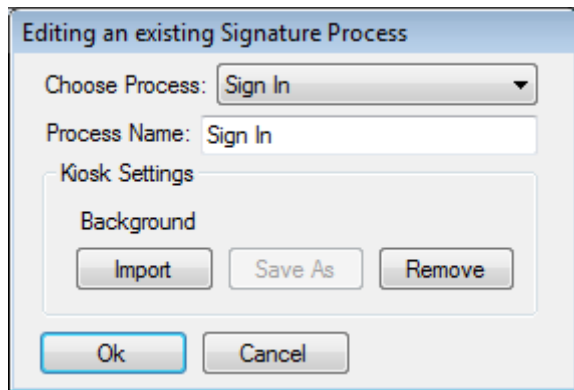 Editing an existing Signature Process
Choose Process: Sign In
Process Name: Sign In
Kiosk Settings
Background
Import Save As Remove
Ok Cancel